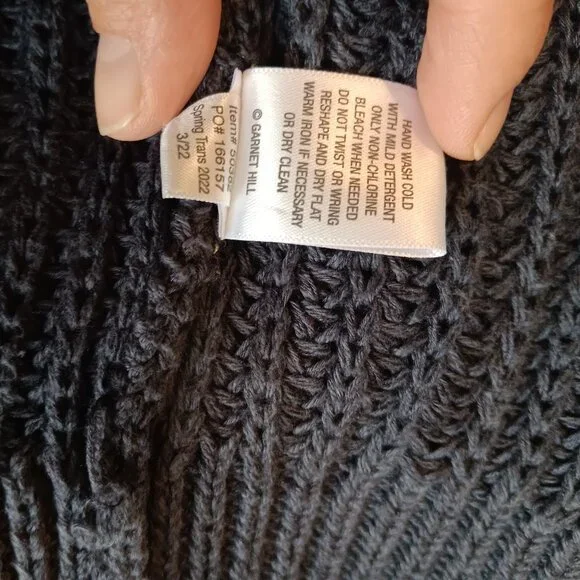 HAND WASH COLD
WITH MILD DETERGENT
ONLY NON-CHLORINE
BLEACH WHEN NEEDED
DO NOT TWIST OR WRING
RESHAPE AND DRY FLAT
WARM IRON IF NECESSARY
OR DRY CLEAN
© GARNET HILL
Item#
PO# 166157
Spring Trans 2022
3/22